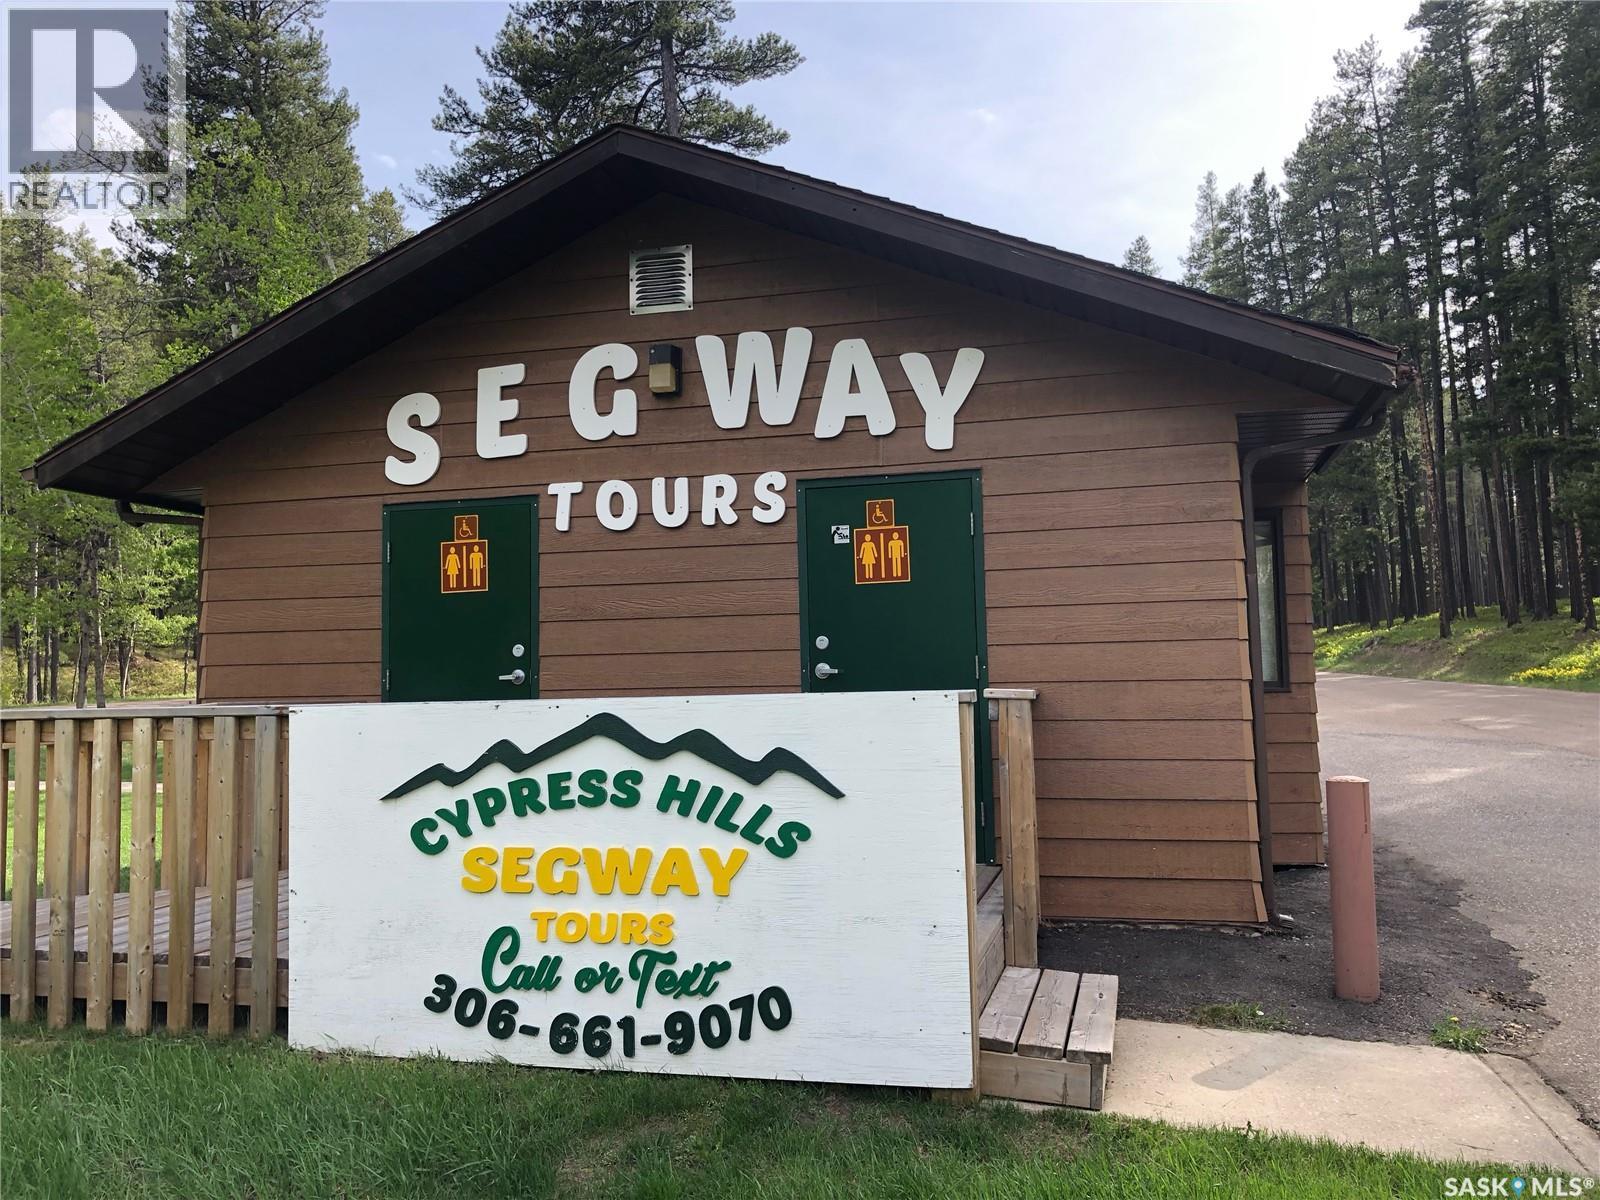 REALTOR®
SEGWAY
TOURS
CYPRESS HILLS
SEGWAY
TOURS
Call or Text
306-661-9070
SASK MLS®